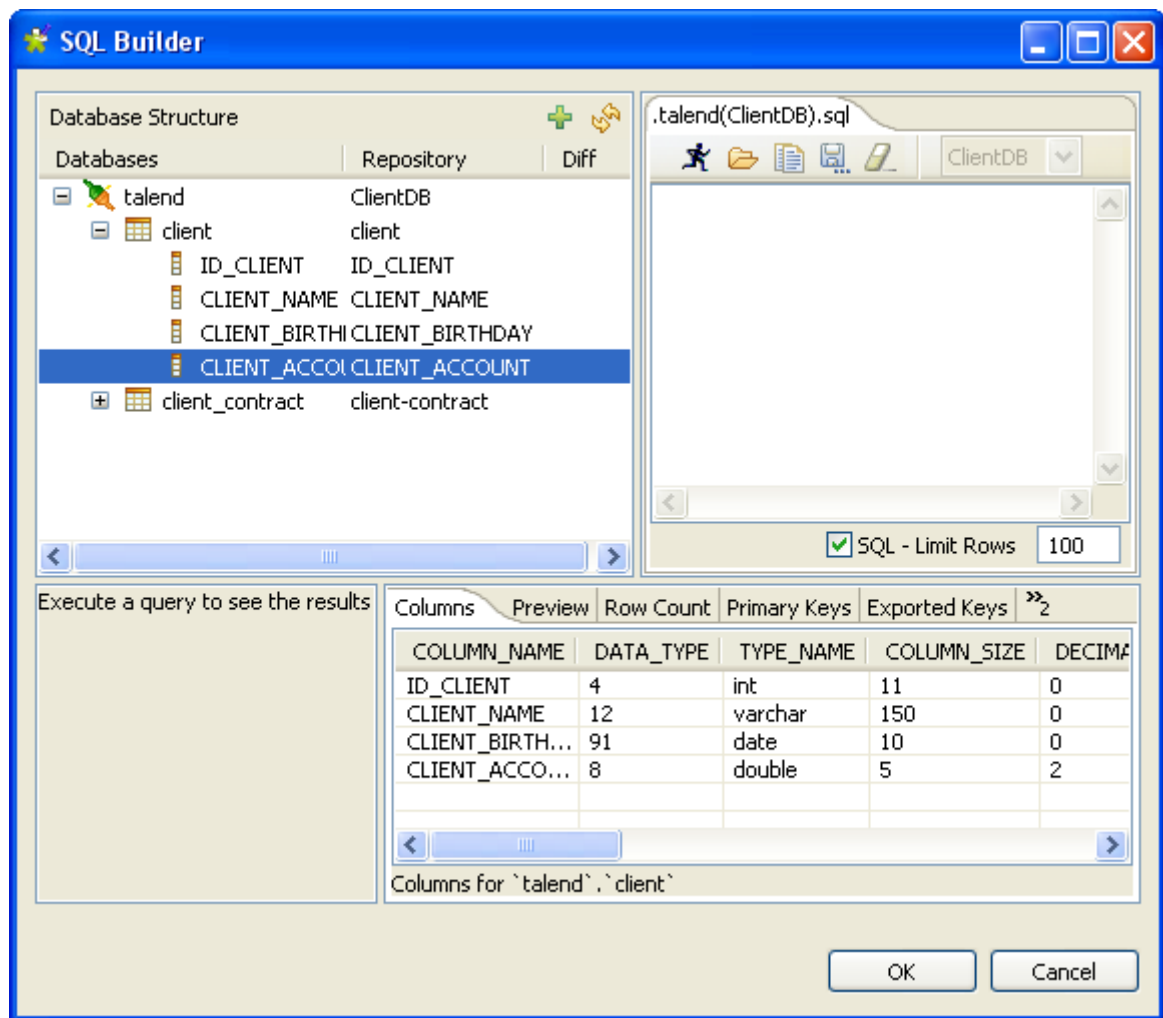 SQL Builder
Database Structure
Databases Repository Diff
talend ClientDB
client client
ID_CLIENT ID_CLIENT
CLIENT_NAME CLIENT_NAME
CLIENT_BIRTHI CLIENT_BIRTHDAY
CLIENT_ACCOU CLIENT_ACCOUNT
client_contract client-contract
.talend(ClientDB).sql
ClientDB
SQL - Limit Rows 100
Execute a query to see the results
Columns Preview Row Count Primary Keys Exported Keys »2
COLUMN_NAME DATA_TYPE TYPE_NAME COLUMN_SIZE DECIMA
ID_CLIENT 4 int 11 0
CLIENT_NAME 12 varchar 150 0
CLIENT_BIRTH... 91 date 10 0
CLIENT_ACCO... 8 double 5 2
Columns for `talend`.`client`
OK Cancel